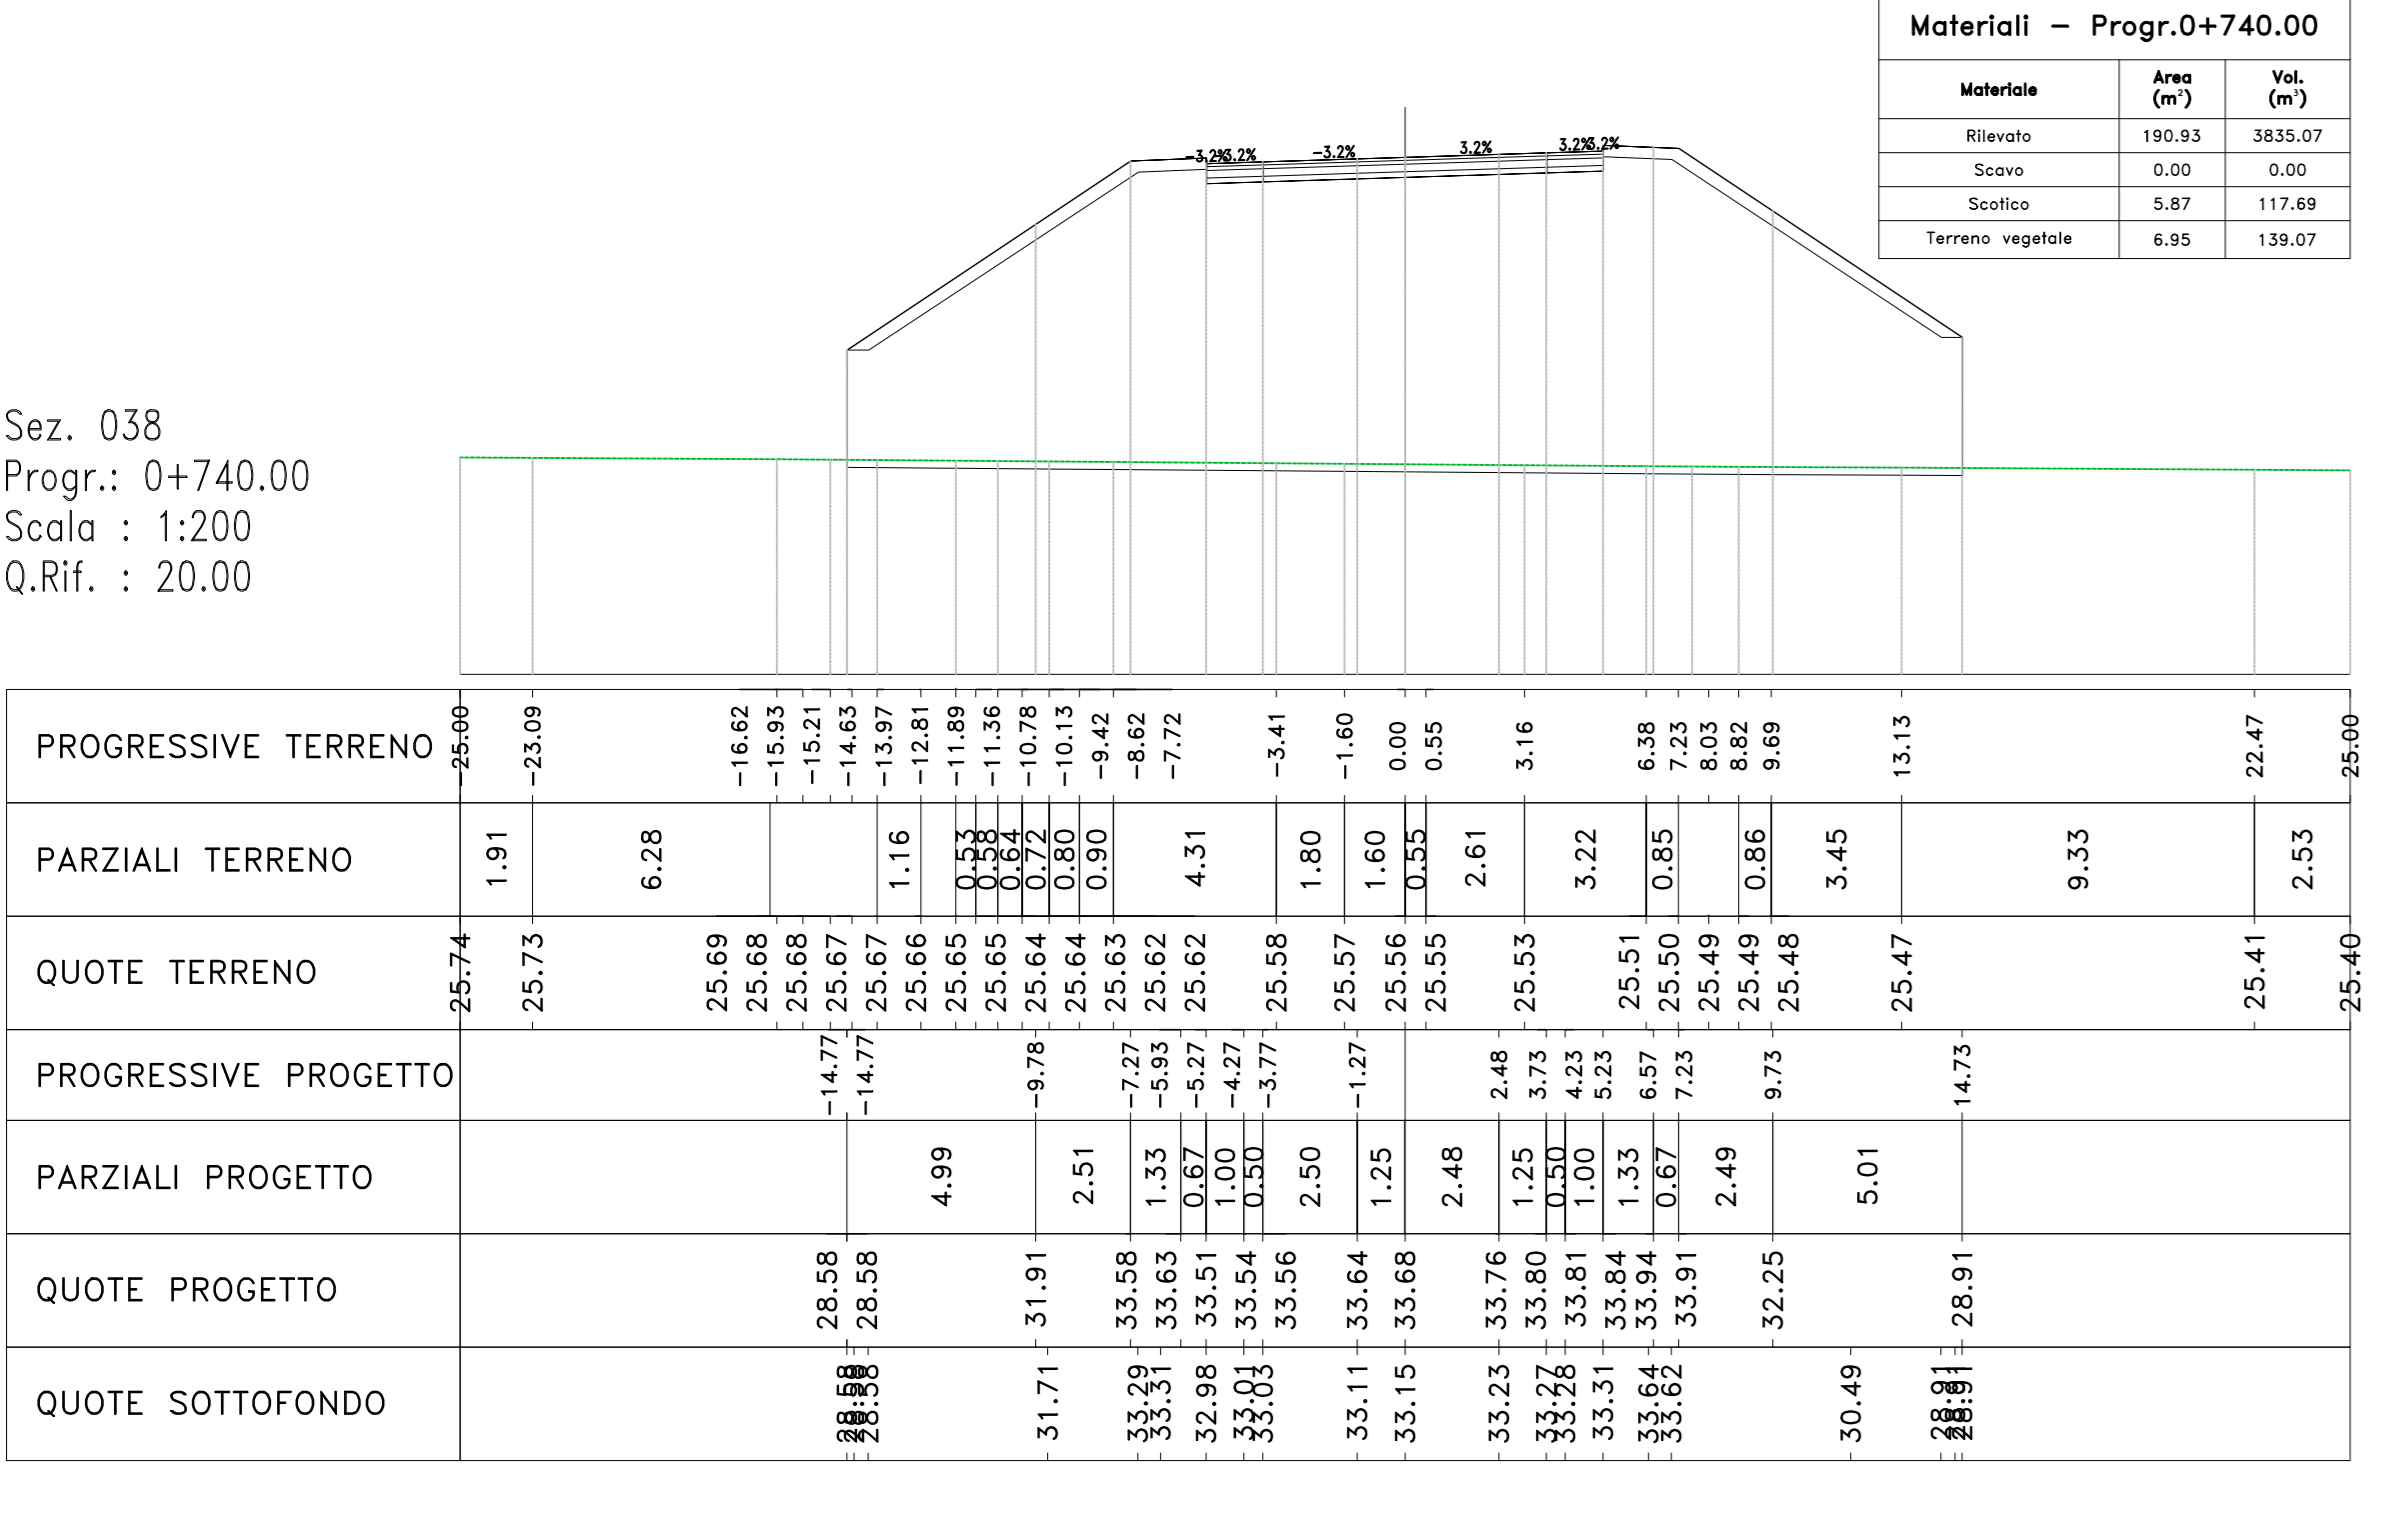 Materiali – Progr.0+740.00
Materiale Area (m²) Vol. (m³)
Rilevato 190.93 3835.07
Scavo 0.00 0.00
Scotico 5.87 117.69
Terreno vegetale 6.95 139.07
-3.2% -3.2% -3.2% 3.2% 3.2% 3.2%
Sez. 038
Progr.: 0+740.00
Scala : 1:200
Q.Rif. : 20.00
PROGRESSIVE TERRENO -25.00 -23.09 -16.62 -15.93 -15.21 -14.63 -13.97 -12.81 -11.89 -11.36 -10.78 -10.13 -9.42 -8.62 -7.72 -3.41 -1.60 0.00 0.55 3.16 6.38 7.23 8.03 8.82 9.69 13.13 22.47 25.00
PARZIALI TERRENO 1.91 6.28 1.16 0.53 0.58 0.64 0.72 0.80 0.90 4.31 1.80 1.60 0.55 2.61 3.22 0.85 0.86 3.45 9.33 2.53
QUOTE TERRENO 25.74 25.73 25.69 25.68 25.68 25.67 25.67 25.66 25.65 25.65 25.64 25.64 25.63 25.62 25.62 25.58 25.57 25.56 25.55 25.53 25.51 25.50 25.49 25.49 25.48 25.47 25.41 25.40
PROGRESSIVE PROGETTO -14.77 -14.77 -9.78 -7.27 -5.93 -5.27 -4.27 -3.77 -1.27 2.48 3.73 4.23 5.23 6.57 7.23 9.73 14.73
PARZIALI PROGETTO 4.99 2.51 1.33 0.67 1.00 0.50 2.50 1.25 2.48 1.25 0.50 1.00 1.33 0.67 2.49 5.01
QUOTE PROGETTO 28.58 28.58 31.91 33.58 33.63 33.51 33.54 33.56 33.64 33.68 33.76 33.80 33.81 33.84 33.94 33.91 32.25 28.91
QUOTE SOTTOFONDO 28.58 28.58 31.71 33.29 33.31 32.98 33.01 33.03 33.11 33.15 33.23 33.27 33.28 33.31 33.64 33.62 30.49 28.91 28.91